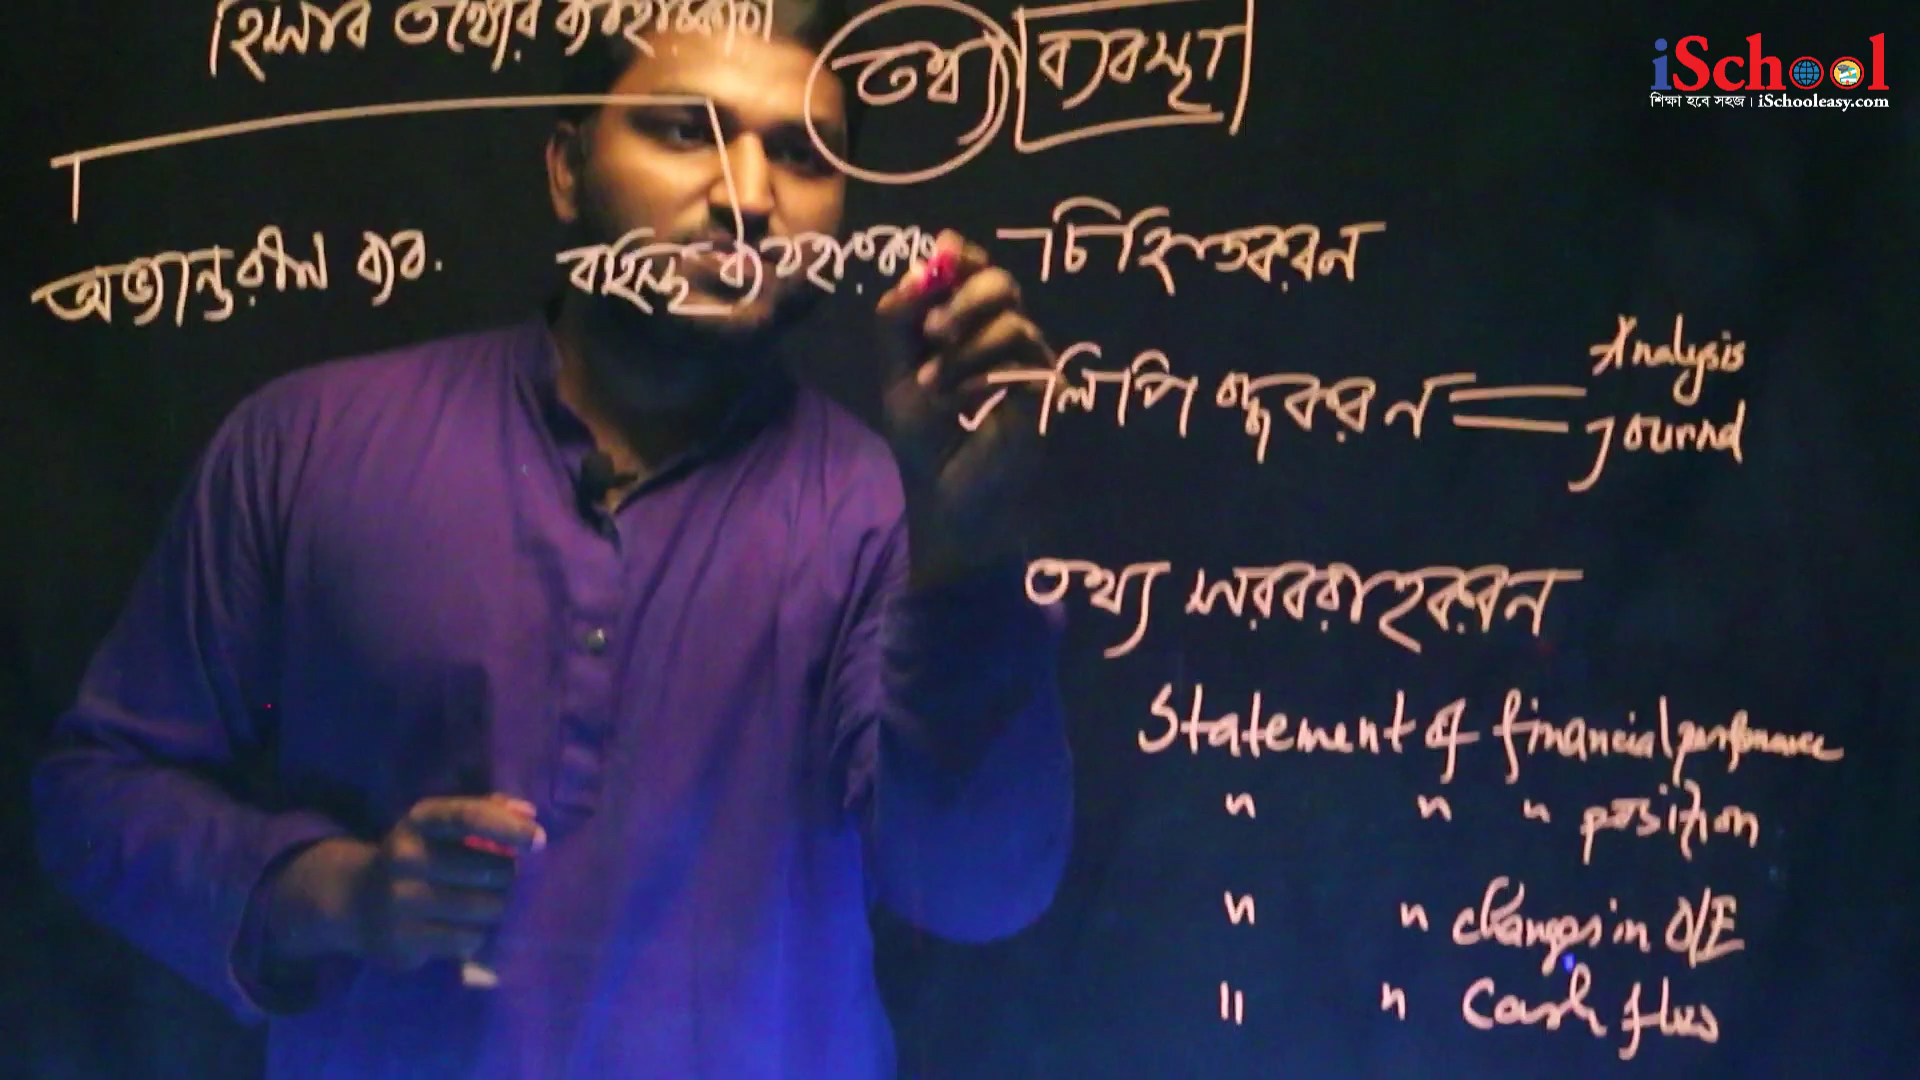 হিসাব তথ্যের ব্যবহারকারী
তথ্য ব্যবস্থা
iSchool
শিক্ষা হবে সহজ । iSchooleasy.com
অভ্যন্তরীন ব্যব.
বহিস্থ ব্যবহারকারী
চিহ্নিতকরন
লিপি বদ্ধকরন
Analysis
Journal
তথ্য সরবরাহকরন
Statement of financial performance
" " " position
" " changes in O/E
" " Cash flow